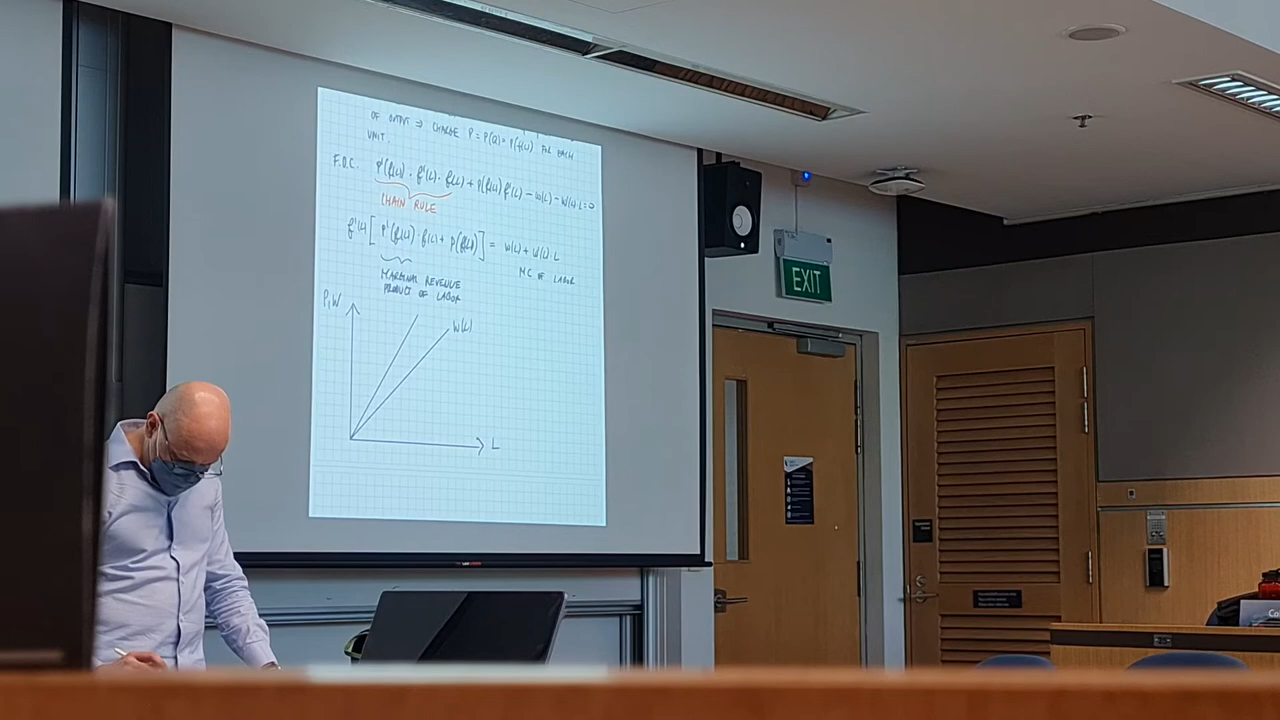 OF OUTPUT ⇒ CHARGE P = P(Q) = P(f(L)) FOR EACH
UNIT.
F.O.C. P'(f(L)) · f'(L) · f(L) + P(f(L)) f'(L) − W(L) − W'(L) · L = 0
CHAIN RULE
f'(L) [ P'(f(L)) · f(L) + P(f(L)) ] = W(L) + W'(L) · L
MARGINAL REVENUE
PRODUCT OF LABOR
MC OF LABOR
P, W
W(L)
L
EXIT